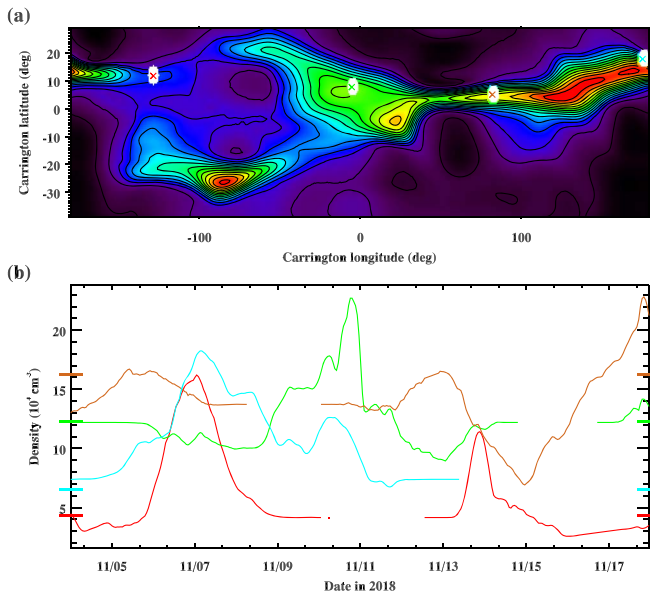 (a)
Carrington latitude (deg)
20
10
0
-10
-20
-30
-100 0 100
Carrington longitude (deg)
(b)
Density (10⁴ cm⁻³)
20
15
10
5
11/05 11/07 11/09 11/11 11/13 11/15 11/17
Date in 2018